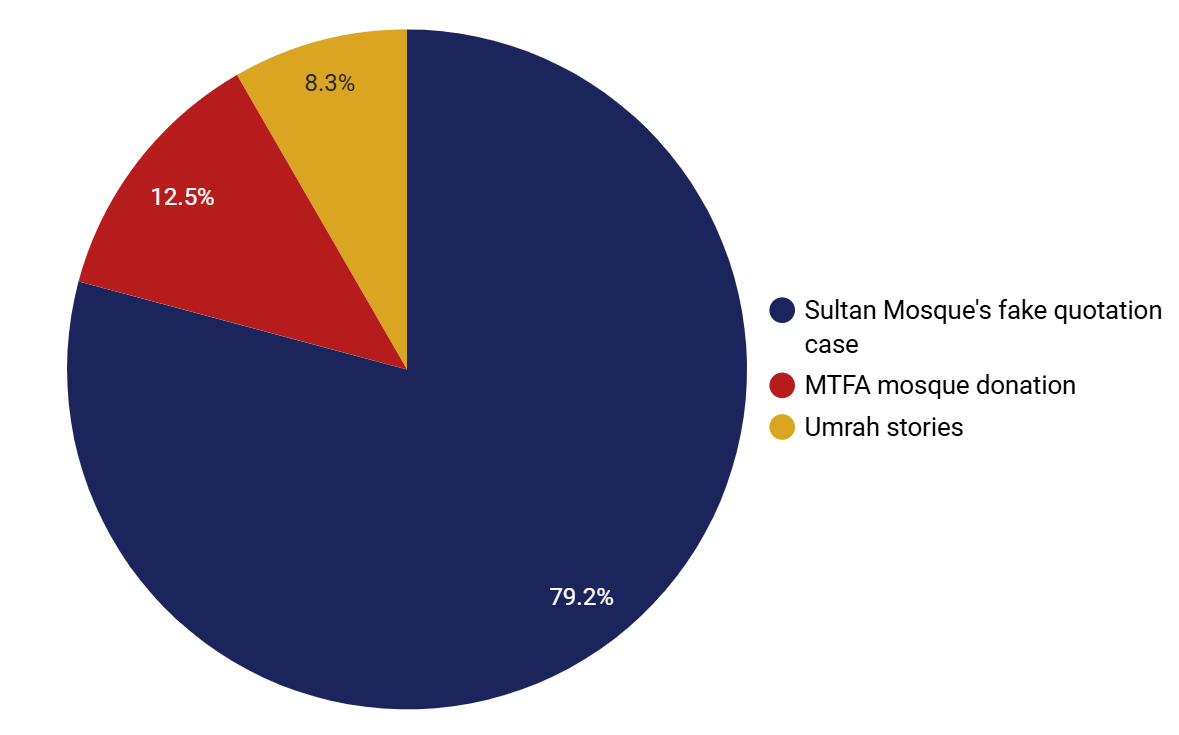 8.3%
12.5%
79.2%
Sultan Mosque's fake quotation
case
MTFA mosque donation
Umrah stories